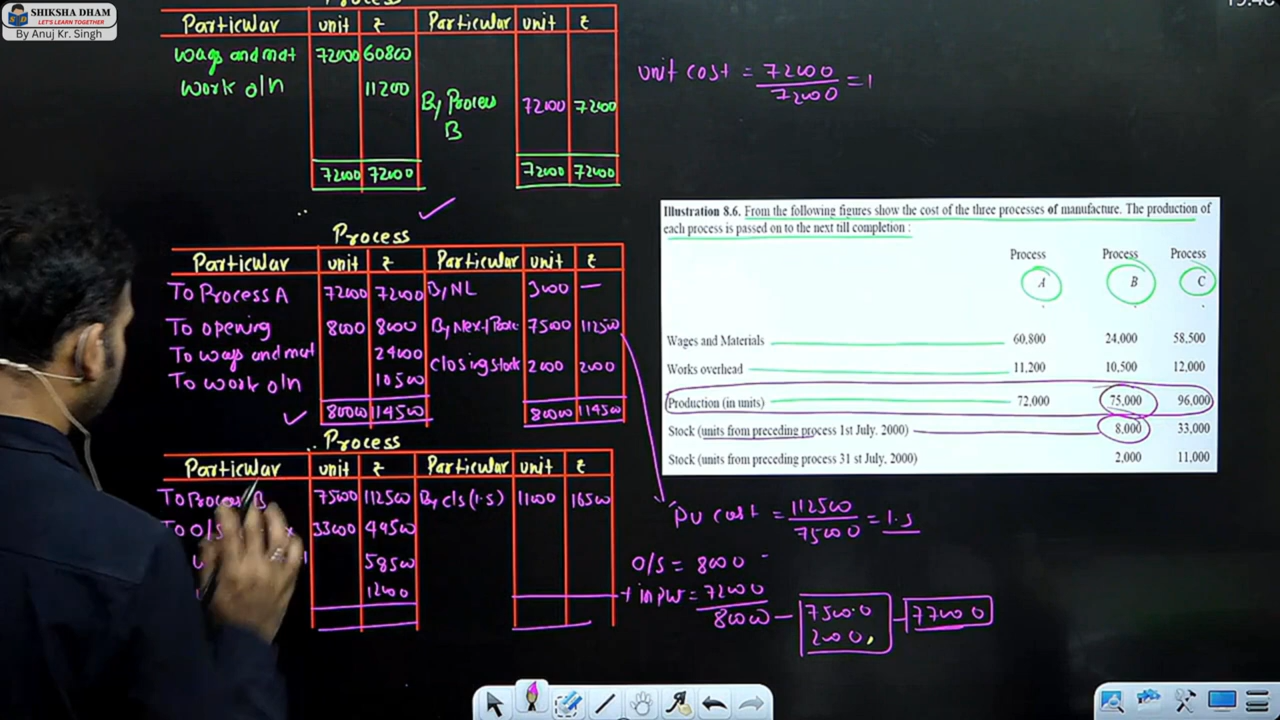 SHIKSHA DHAM
LET'S LEARN TOGETHER
By Anuj Kr. Singh
Process
Particular unit ₹ Particular unit ₹
Wags and mat 72000 60800
Work o/n 11200
By Process B 72000 72000
72000 72000 72000 72000
unit cost = 72000 / 72000 = 1
Process
Particular unit ₹ Particular unit ₹
To Process A 72000 72000 By NL 3000 —
To opening 8000 8000 By Next Proce 75000 112500
To wags and mat 24000 Closing Stock 2000 2000
To work o/n 10500
80000 114500 80000 114500
Process
Particular unit ₹ Particular unit ₹
To Process B 75000 112500 By c/s (1.5) 11000 16500
To O/S 33000 49500
58500
12000
Illustration 8.6. From the following figures show the cost of the three processes of manufacture. The production of
each process is passed on to the next till completion :
Process Process Process
A B C
Wages and Materials 60,800 24,000 58,500
Works overhead 11,200 10,500 12,000
Production (in units) 72,000 75,000 96,000
Stock (units from preceding process 1st July. 2000) 8,000 33,000
Stock (units from preceding process 31 st July, 2000) 2,000 11,000
PU cost = 112500 / 75000 = 1.5
O/S = 8000
+ input = 72000
80000 — 75000
2000 — 77000